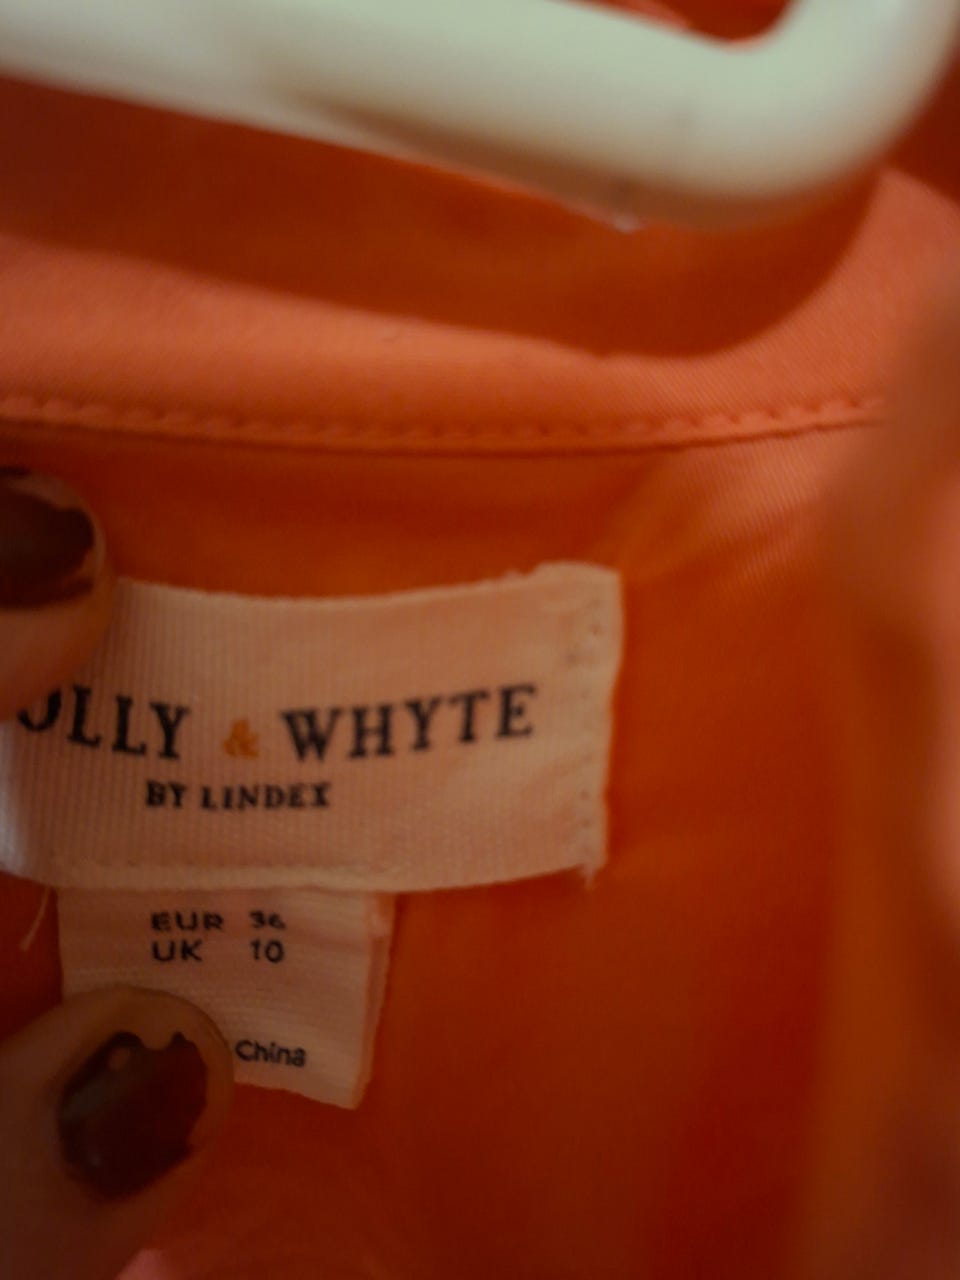 OLLY & WHYTE
BY LINDEX
EUR 36
UK 10
China